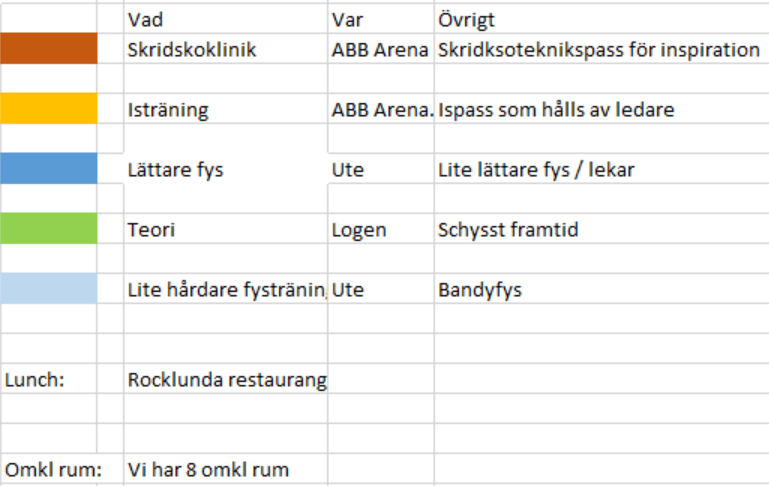 Vad Var Övrigt
Skridskoklinik ABB Arena Skridksoteknikspass för inspiration
Isträning ABB Arena. Ispass som hålls av ledare
Lättare fys Ute Lite lättare fys / lekar
Teori Logen Schysst framtid
Lite hårdare fysträning Ute Bandyfys
Lunch: Rocklunda restaurang
Omkl rum: Vi har 8 omkl rum